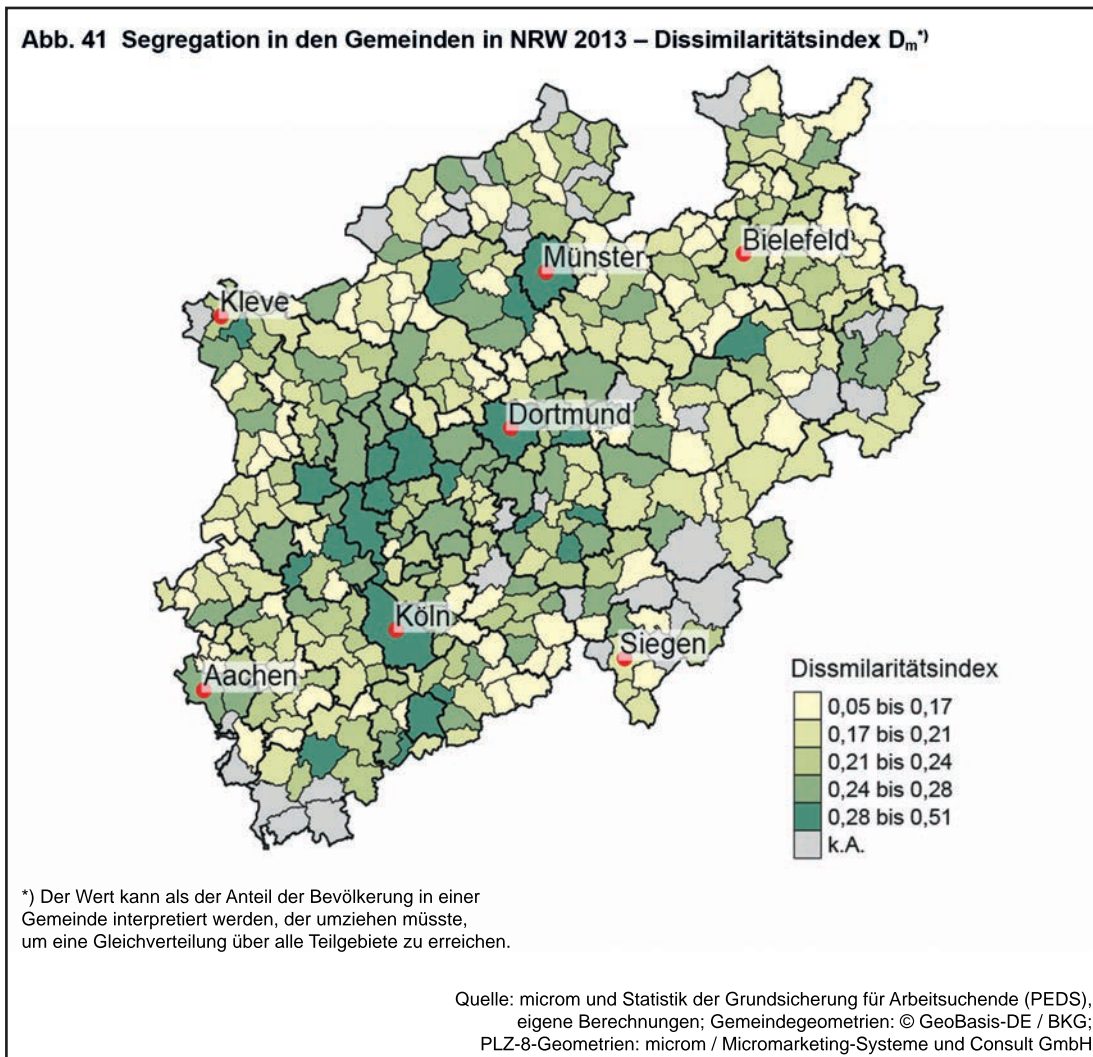 Abb. 41 Segregation in den Gemeinden in NRW 2013 – Dissimilaritätsindex Dm*)
Bielefeld
Münster
Kleve
Dortmund
Köln
Siegen
Aachen
Dissmilaritätsindex
0,05 bis 0,17
0,17 bis 0,21
0,21 bis 0,24
0,24 bis 0,28
0,28 bis 0,51
k.A.
*) Der Wert kann als der Anteil der Bevölkerung in einer
Gemeinde interpretiert werden, der umziehen müsste,
um eine Gleichverteilung über alle Teilgebiete zu erreichen.
Quelle: microm und Statistik der Grundsicherung für Arbeitsuchende (PEDS),
eigene Berechnungen; Gemeindegeometrien: © GeoBasis-DE / BKG;
PLZ-8-Geometrien: microm / Micromarketing-Systeme und Consult GmbH